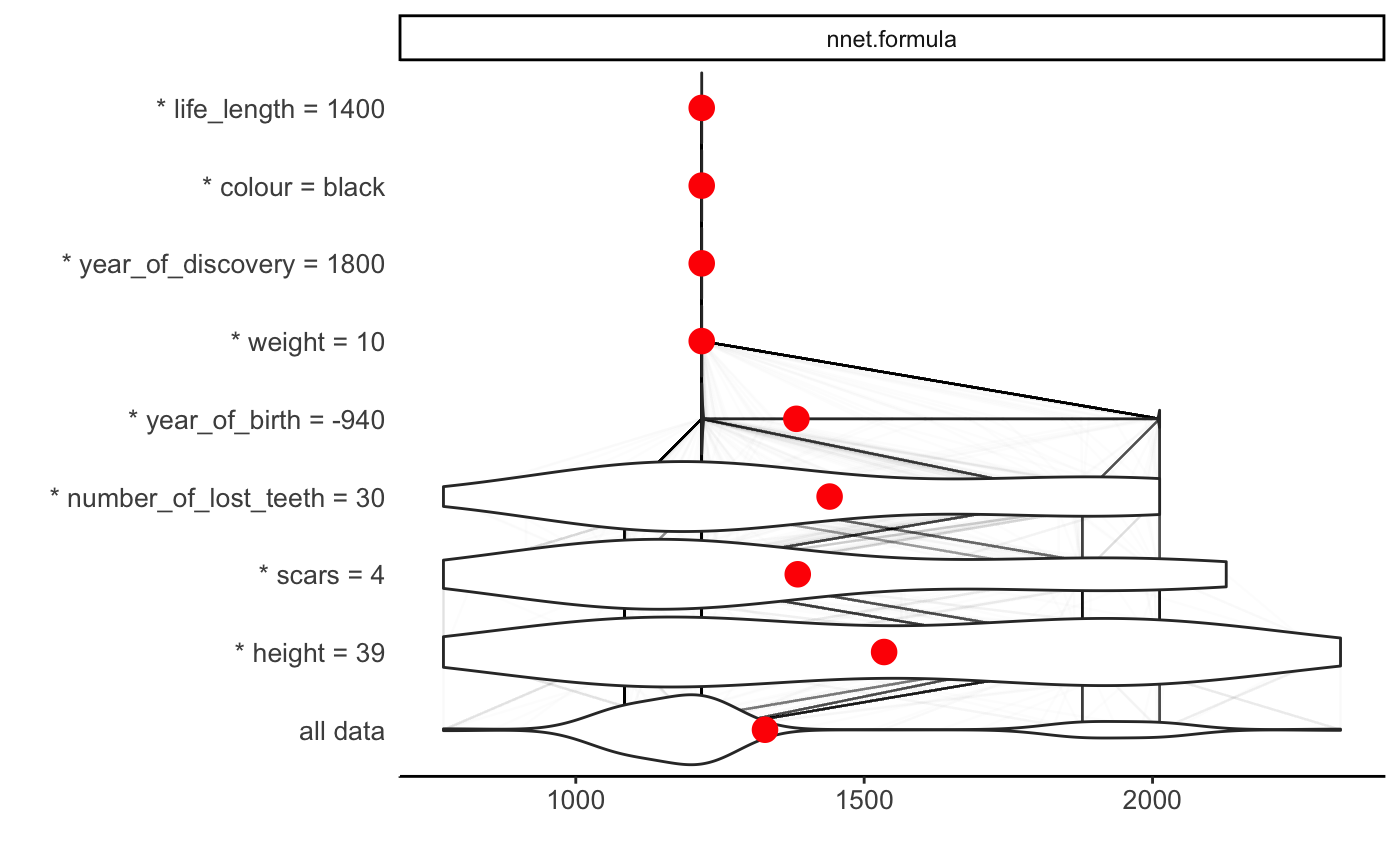 nnet.formula
* life_length = 1400
* colour = black
* year_of_discovery = 1800
* weight = 10
* year_of_birth = -940
* number_of_lost_teeth = 30
* scars = 4
* height = 39
all data
1000 1500 2000